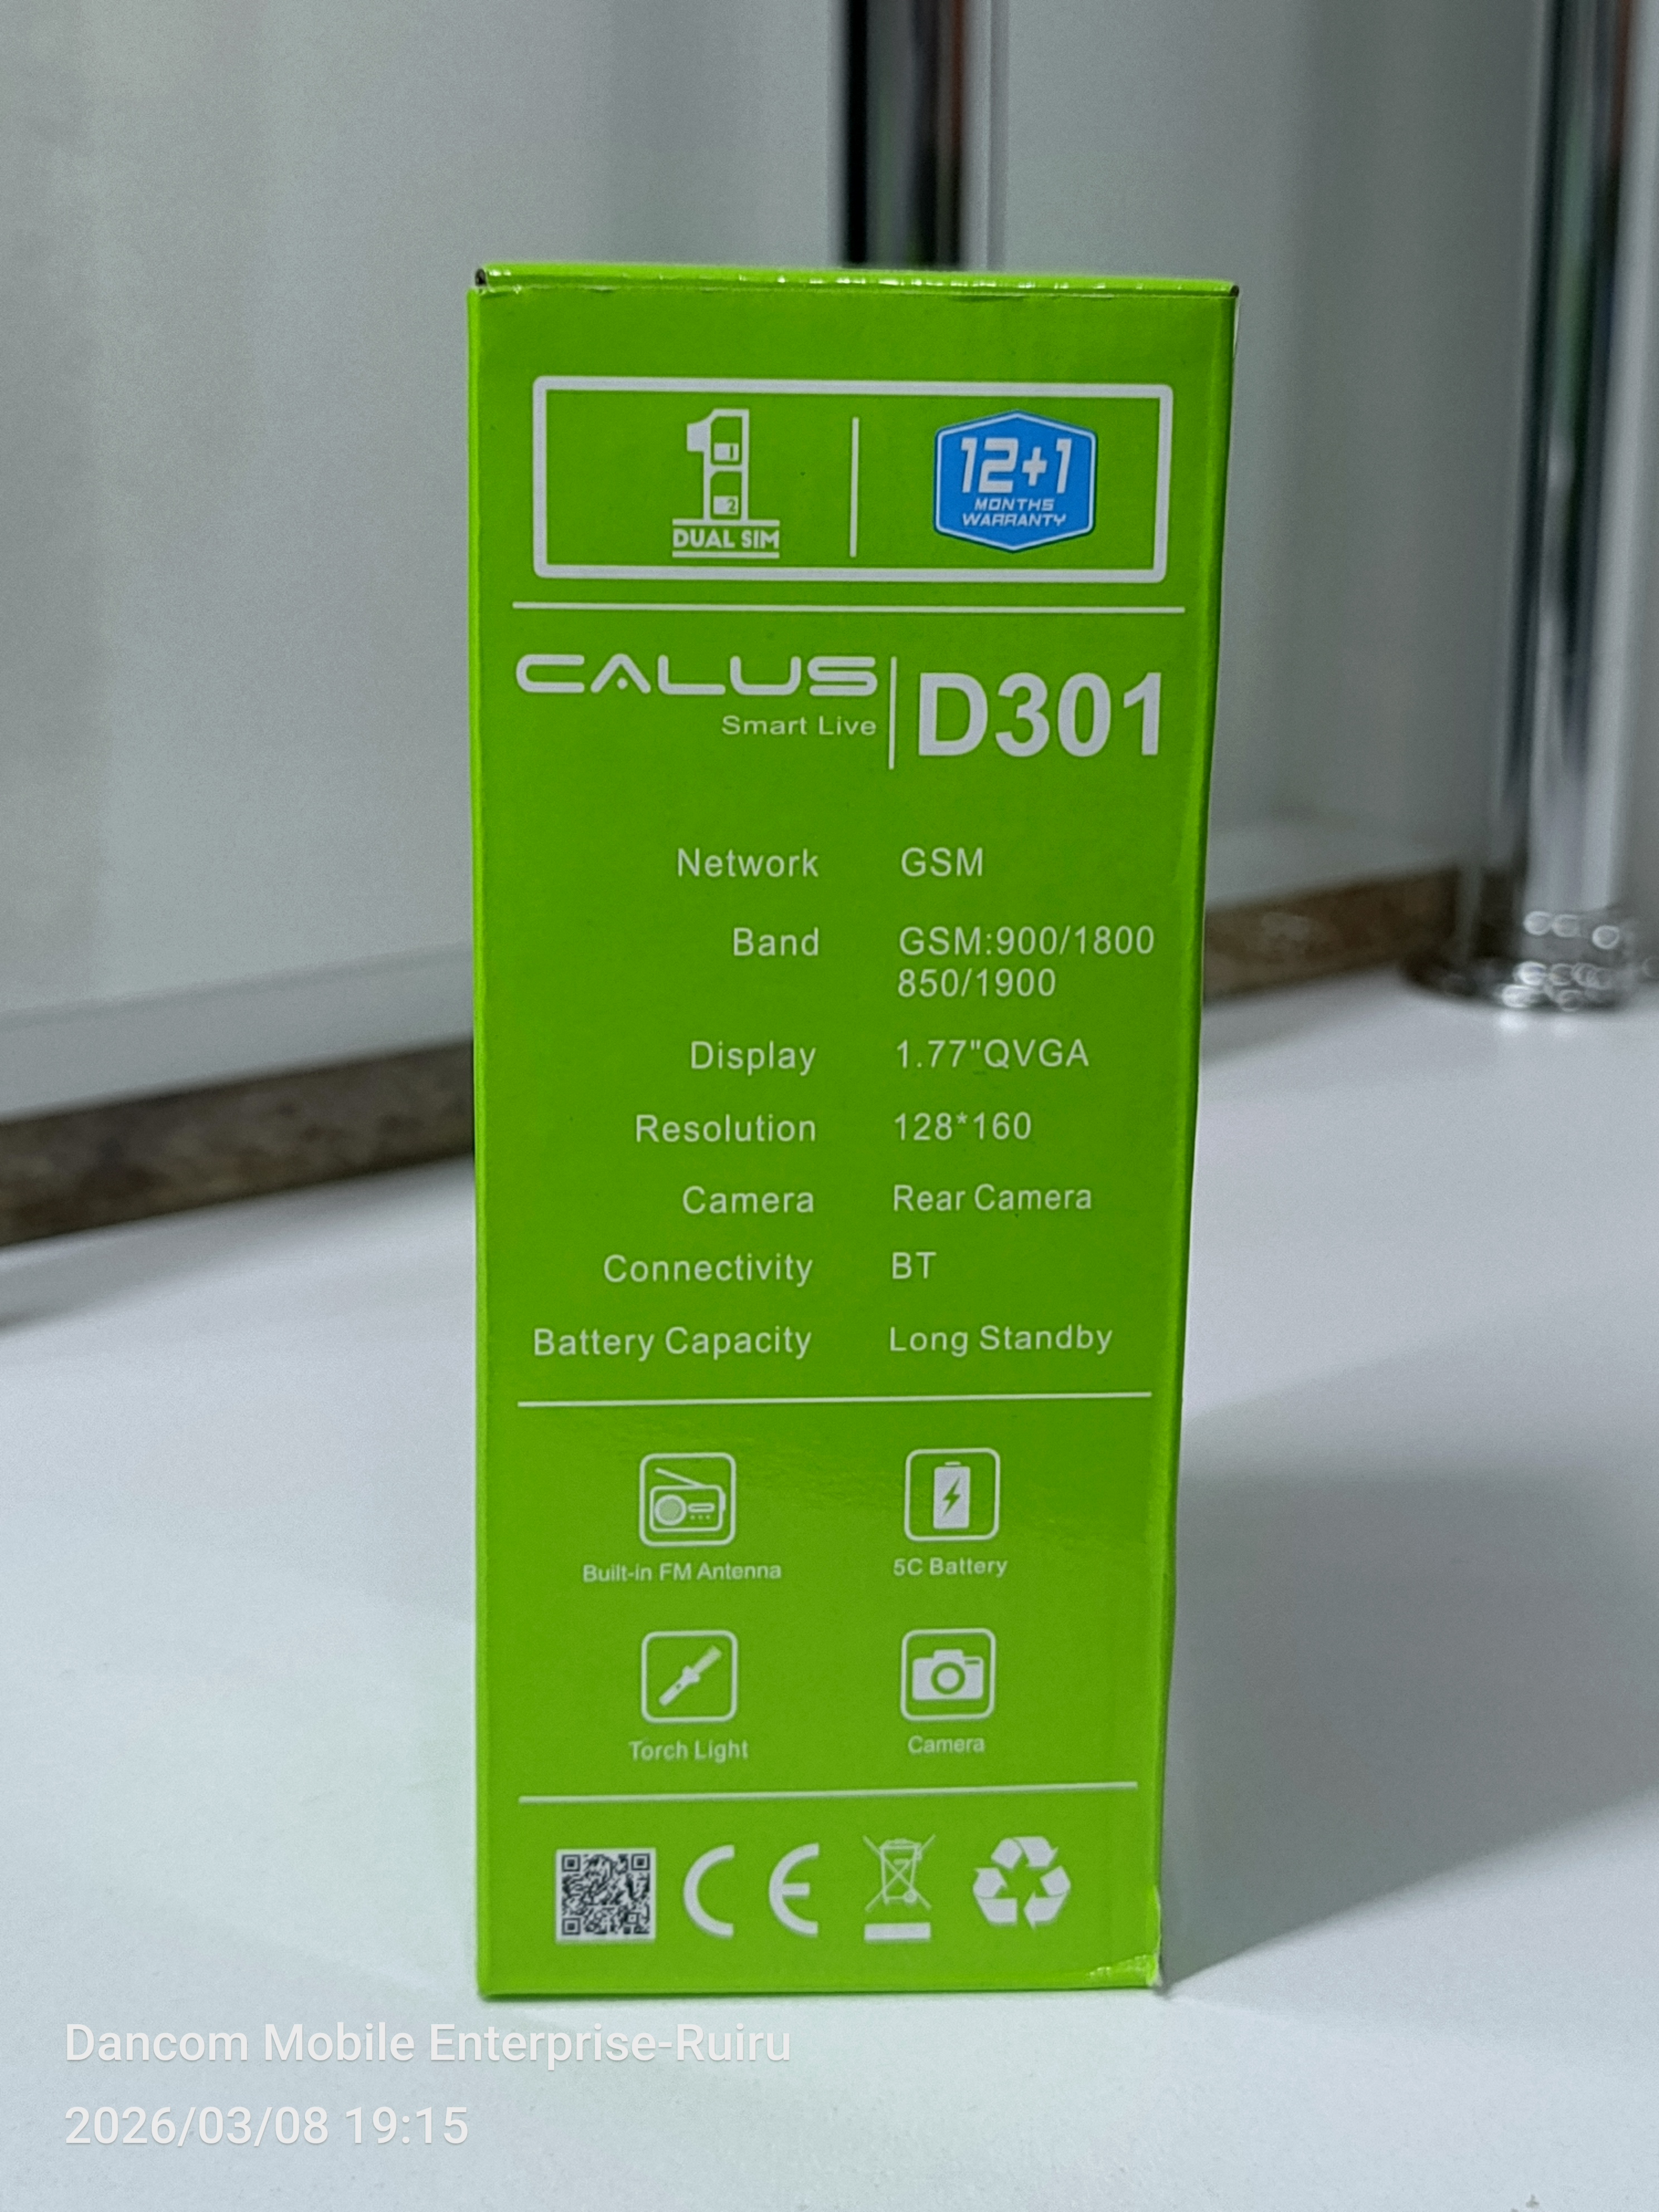 1
2
DUAL SIM
12+1
MONTHS
WARRANTY
CALUS
Smart Live
D301
Network GSM
Band GSM:900/1800
850/1900
Display 1.77"QVGA
Resolution 128*160
Camera Rear Camera
Connectivity BT
Battery Capacity Long Standby
Built-in FM Antenna 5C Battery
Torch Light Camera
CE
Dancom Mobile Enterprise-Ruiru
2026/03/08 19:15